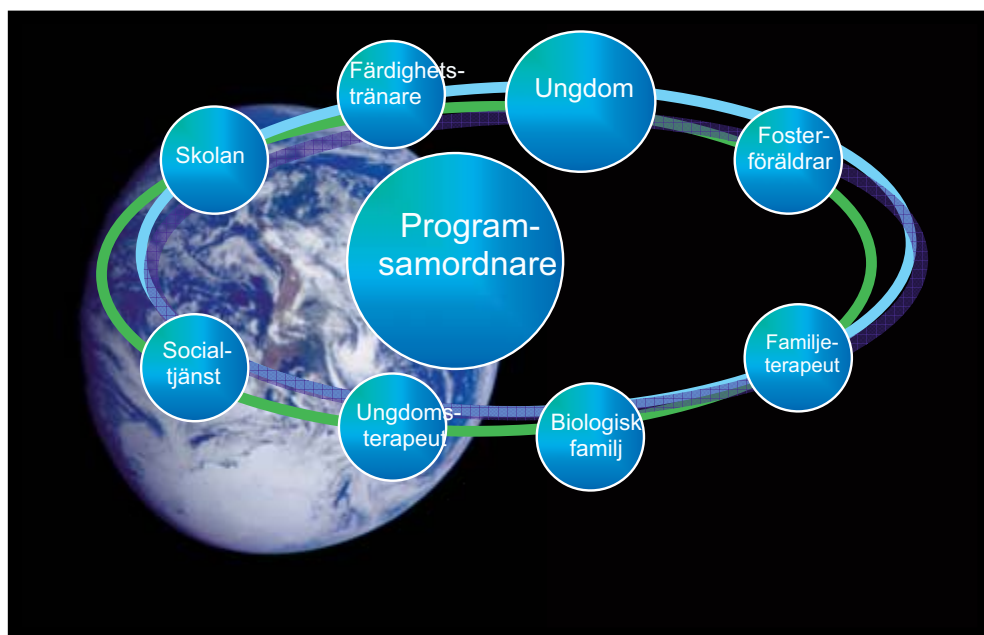 Färdighets-
tränare
Ungdom
Skolan
Foster-
föräldrar
Program-
samordnare
Social-
tjänst
Familje-
terapeut
Ungdoms-
terapeut
Biologisk
familj